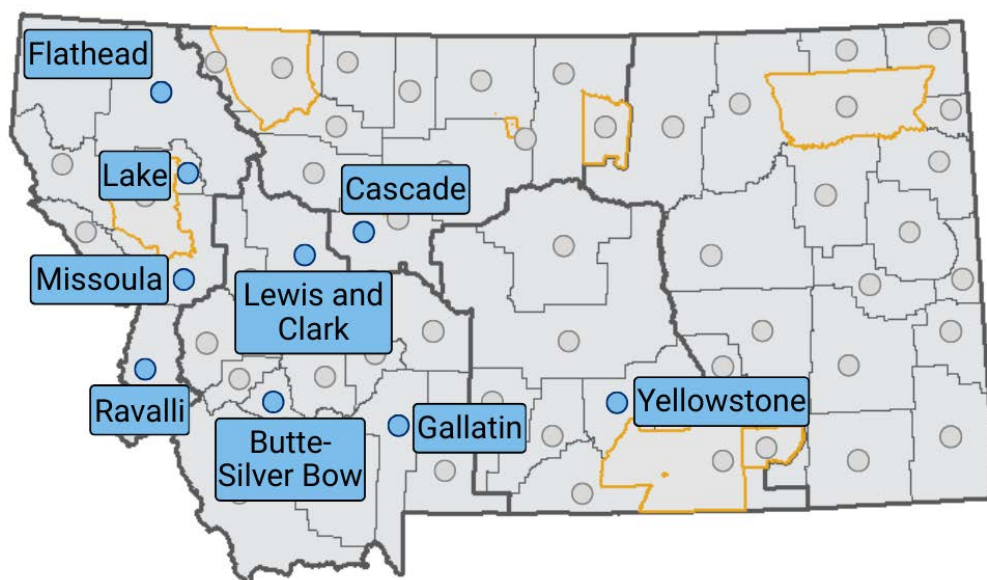 Flathead
Lake
Cascade
Missoula
Lewis and
Clark
Ravalli
Butte-
Silver Bow
Gallatin
Yellowstone